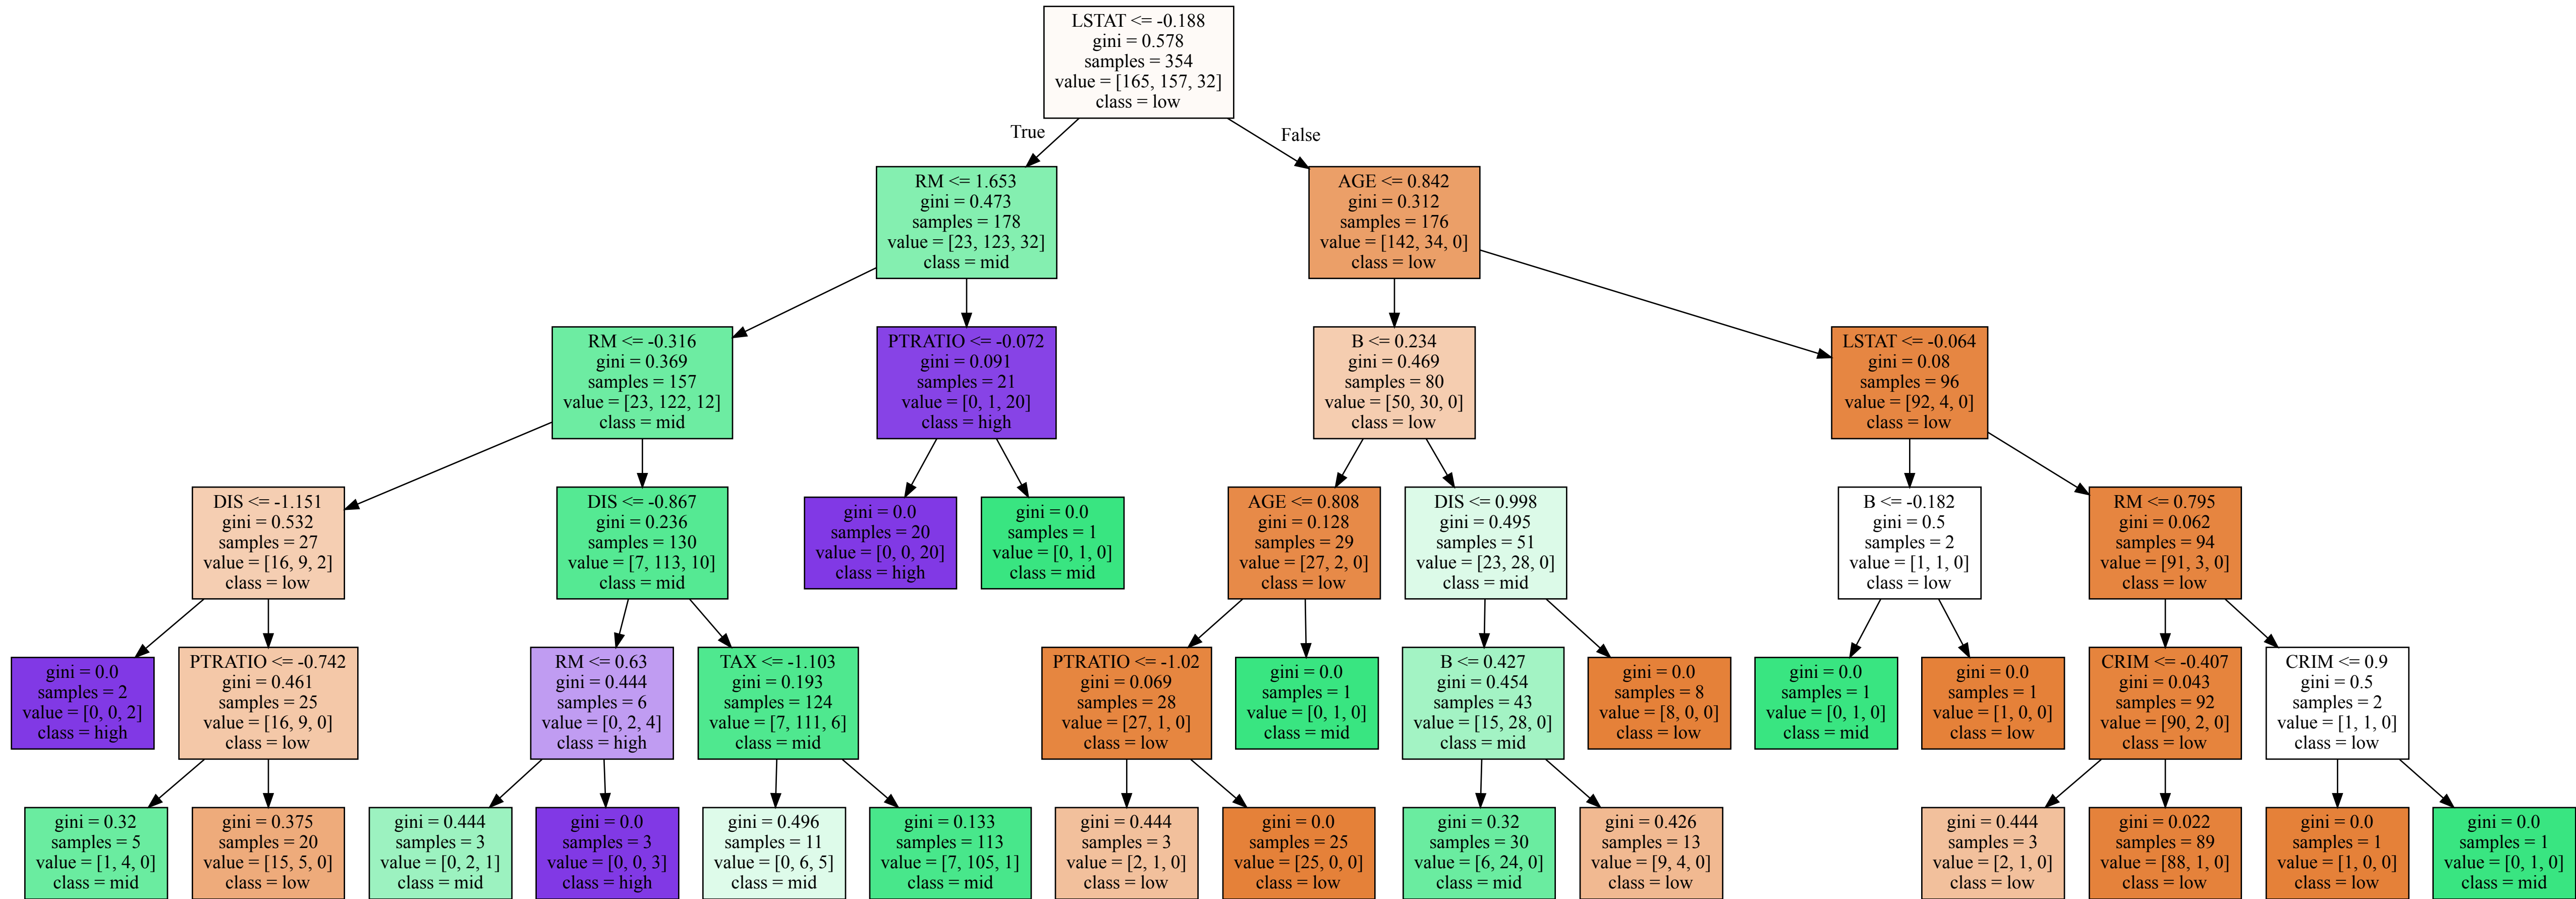 LSTAT <= -0.188
gini = 0.578
samples = 354
value = [165, 157, 32]
class = low
True
False
RM <= 1.653
gini = 0.473
samples = 178
value = [23, 123, 32]
class = mid
AGE <= 0.842
gini = 0.312
samples = 176
value = [142, 34, 0]
class = low
RM <= -0.316
gini = 0.369
samples = 157
value = [23, 122, 12]
class = mid
PTRATIO <= -0.072
gini = 0.091
samples = 21
value = [0, 1, 20]
class = high
B <= 0.234
gini = 0.469
samples = 80
value = [50, 30, 0]
class = low
LSTAT <= -0.064
gini = 0.08
samples = 96
value = [92, 4, 0]
class = low
DIS <= -1.151
gini = 0.532
samples = 27
value = [16, 9, 2]
class = low
DIS <= -0.867
gini = 0.236
samples = 130
value = [7, 113, 10]
class = mid
gini = 0.0
samples = 20
value = [0, 0, 20]
class = high
gini = 0.0
samples = 1
value = [0, 1, 0]
class = mid
AGE <= 0.808
gini = 0.128
samples = 29
value = [27, 2, 0]
class = low
DIS <= 0.998
gini = 0.495
samples = 51
value = [23, 28, 0]
class = mid
B <= -0.182
gini = 0.5
samples = 2
value = [1, 1, 0]
class = low
RM <= 0.795
gini = 0.062
samples = 94
value = [91, 3, 0]
class = low
gini = 0.0
samples = 2
value = [0, 0, 2]
class = high
PTRATIO <= -0.742
gini = 0.461
samples = 25
value = [16, 9, 0]
class = low
RM <= 0.63
gini = 0.444
samples = 6
value = [0, 2, 4]
class = high
TAX <= -1.103
gini = 0.193
samples = 124
value = [7, 111, 6]
class = mid
PTRATIO <= -1.02
gini = 0.069
samples = 28
value = [27, 1, 0]
class = low
gini = 0.0
samples = 1
value = [0, 1, 0]
class = mid
B <= 0.427
gini = 0.454
samples = 43
value = [15, 28, 0]
class = mid
gini = 0.0
samples = 8
value = [8, 0, 0]
class = low
gini = 0.0
samples = 1
value = [0, 1, 0]
class = mid
gini = 0.0
samples = 1
value = [1, 0, 0]
class = low
CRIM <= -0.407
gini = 0.043
samples = 92
value = [90, 2, 0]
class = low
CRIM <= 0.9
gini = 0.5
samples = 2
value = [1, 1, 0]
class = low
gini = 0.32
samples = 5
value = [1, 4, 0]
class = mid
gini = 0.375
samples = 20
value = [15, 5, 0]
class = low
gini = 0.444
samples = 3
value = [0, 2, 1]
class = mid
gini = 0.0
samples = 3
value = [0, 0, 3]
class = high
gini = 0.496
samples = 11
value = [0, 6, 5]
class = mid
gini = 0.133
samples = 113
value = [7, 105, 1]
class = mid
gini = 0.444
samples = 3
value = [2, 1, 0]
class = low
gini = 0.0
samples = 25
value = [25, 0, 0]
class = low
gini = 0.32
samples = 30
value = [6, 24, 0]
class = mid
gini = 0.426
samples = 13
value = [9, 4, 0]
class = low
gini = 0.444
samples = 3
value = [2, 1, 0]
class = low
gini = 0.022
samples = 89
value = [88, 1, 0]
class = low
gini = 0.0
samples = 1
value = [1, 0, 0]
class = low
gini = 0.0
samples = 1
value = [0, 1, 0]
class = mid